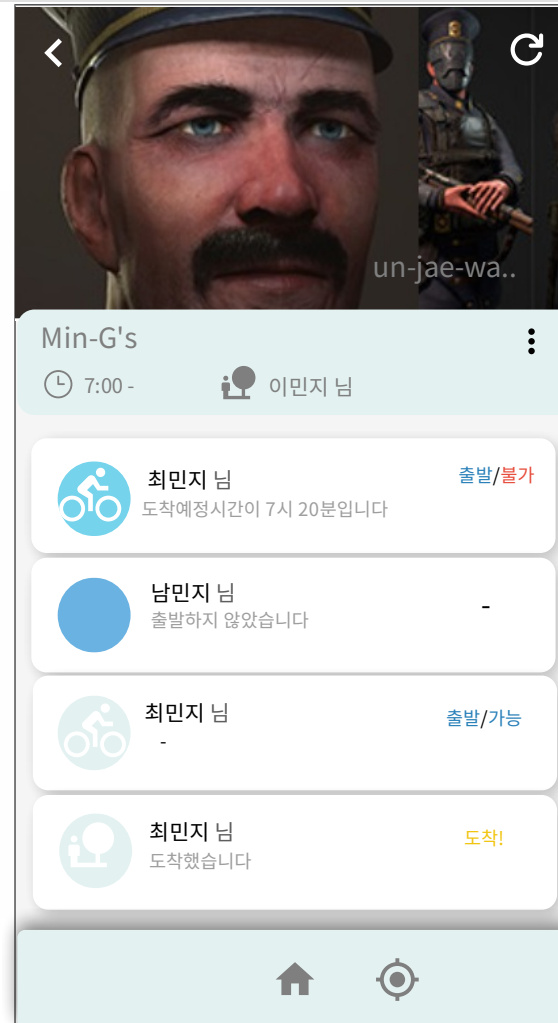 un-jae-wa..
Min-G's
7:00 -
이민지 님
최민지 님
출발/불가
도착예정시간이 7시 20분입니다
남민지 님
출발하지 않았습니다
-
최민지 님
출발/가능
-
최민지 님
도착!
도착했습니다